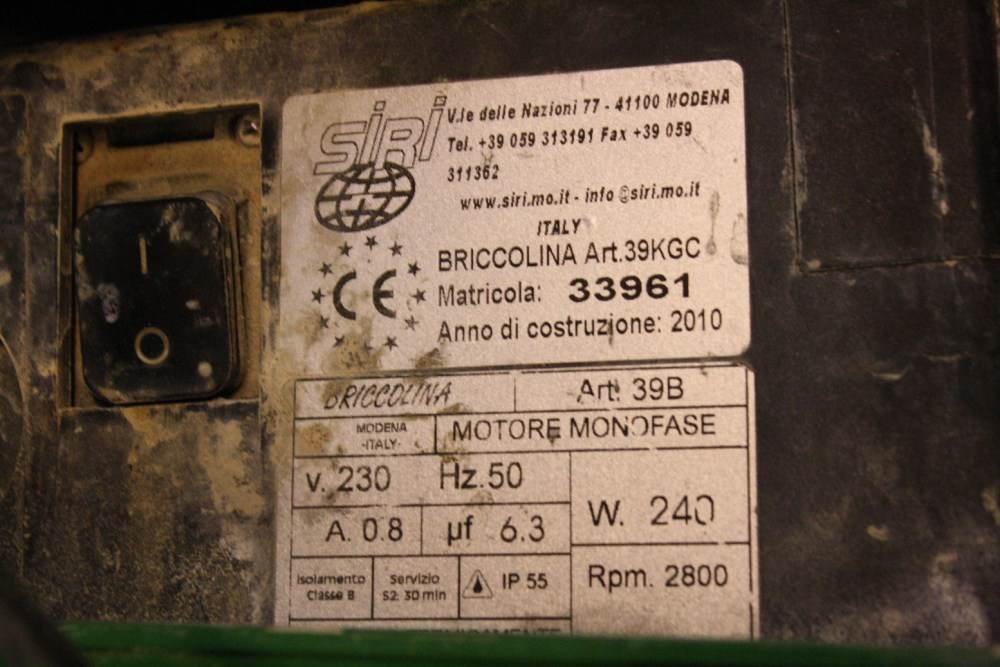 SIRI
V.le delle Nazioni 77 - 41100 MODENA
Tel. +39 059 313191 Fax +39 059
311362
www.siri.mo.it - info @siri.mo.it
ITALY
BRICCOLINA Art.39KGC
CE
Matricola: 33961
Anno di costruzione: 2010
BRICCOLINA Art. 39B
MODENA
-ITALY-
MOTORE MONOFASE
V. 230 Hz.50
W. 240
A. 0.8 µf 6.3
Isolamento
Classe B
Servizio
S2: 30 min
IP 55
Rpm. 2800